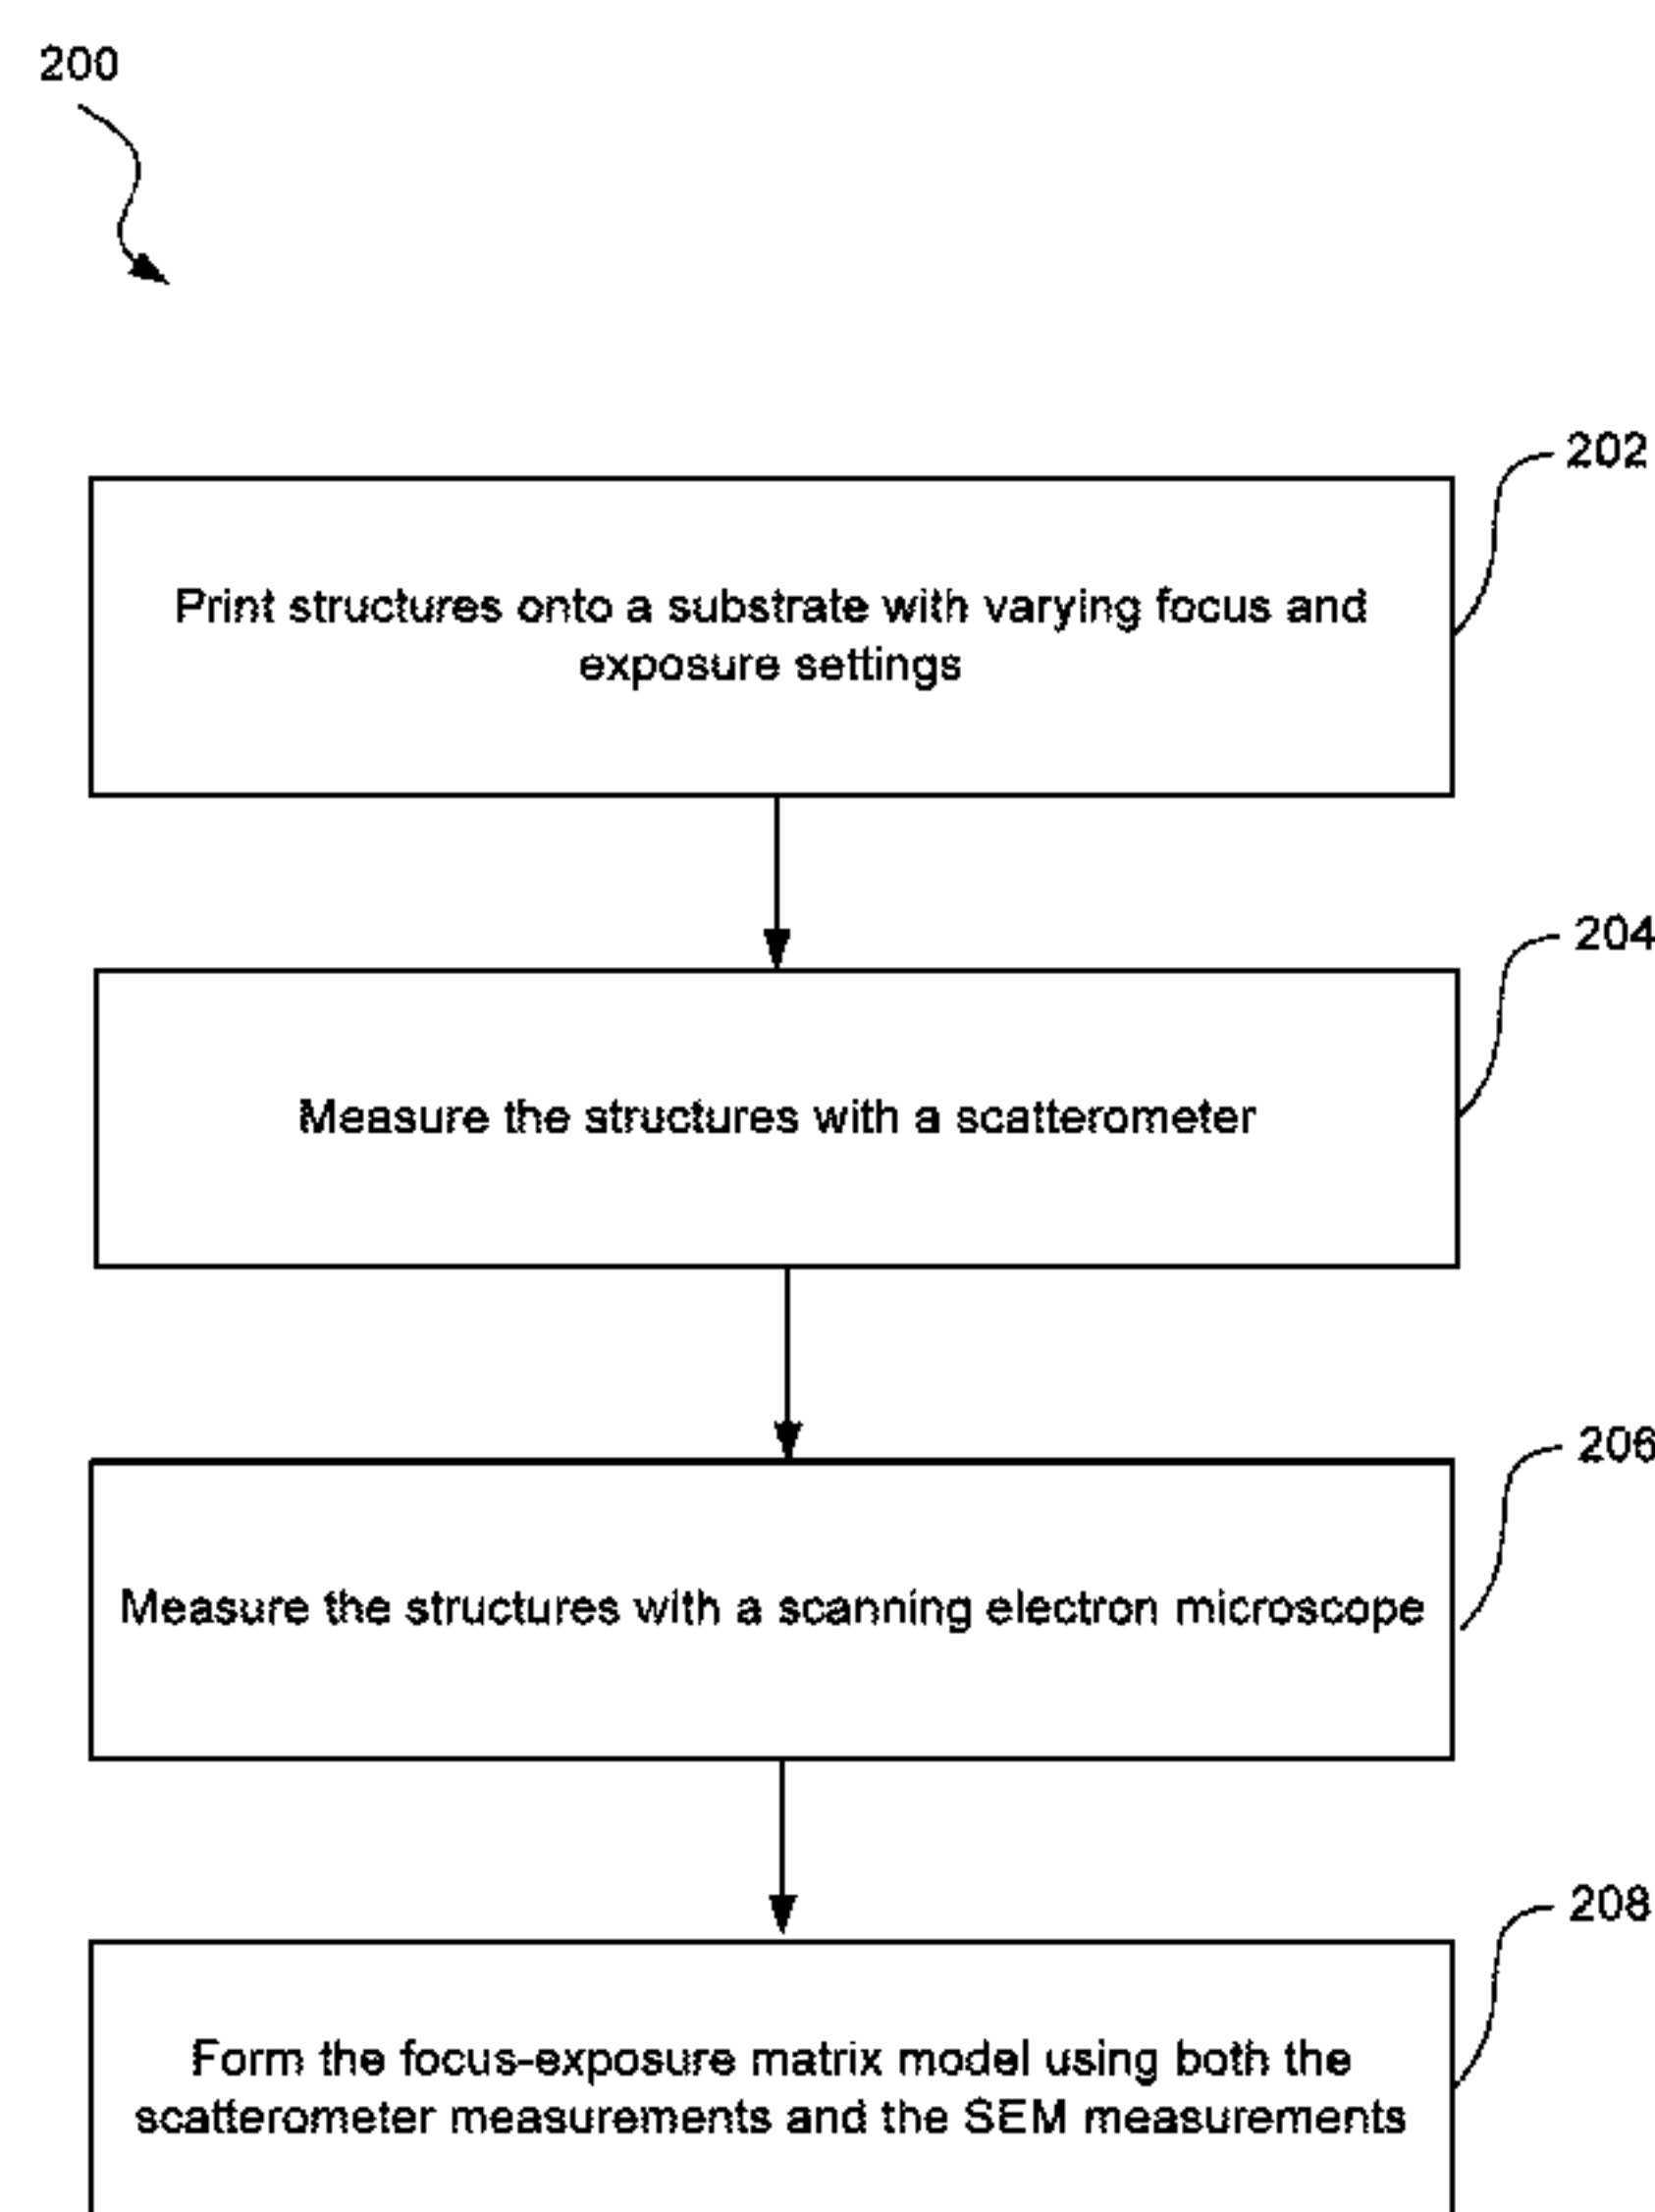 200
202
Print structures onto a substrate with varying focus and
exposure settings
204
Measure the structures with a scatterometer
206
Measure the structures with a scanning electron microscope
208
Form the focus-exposure matrix model using both the
scatterometer measurements and the SEM measurements